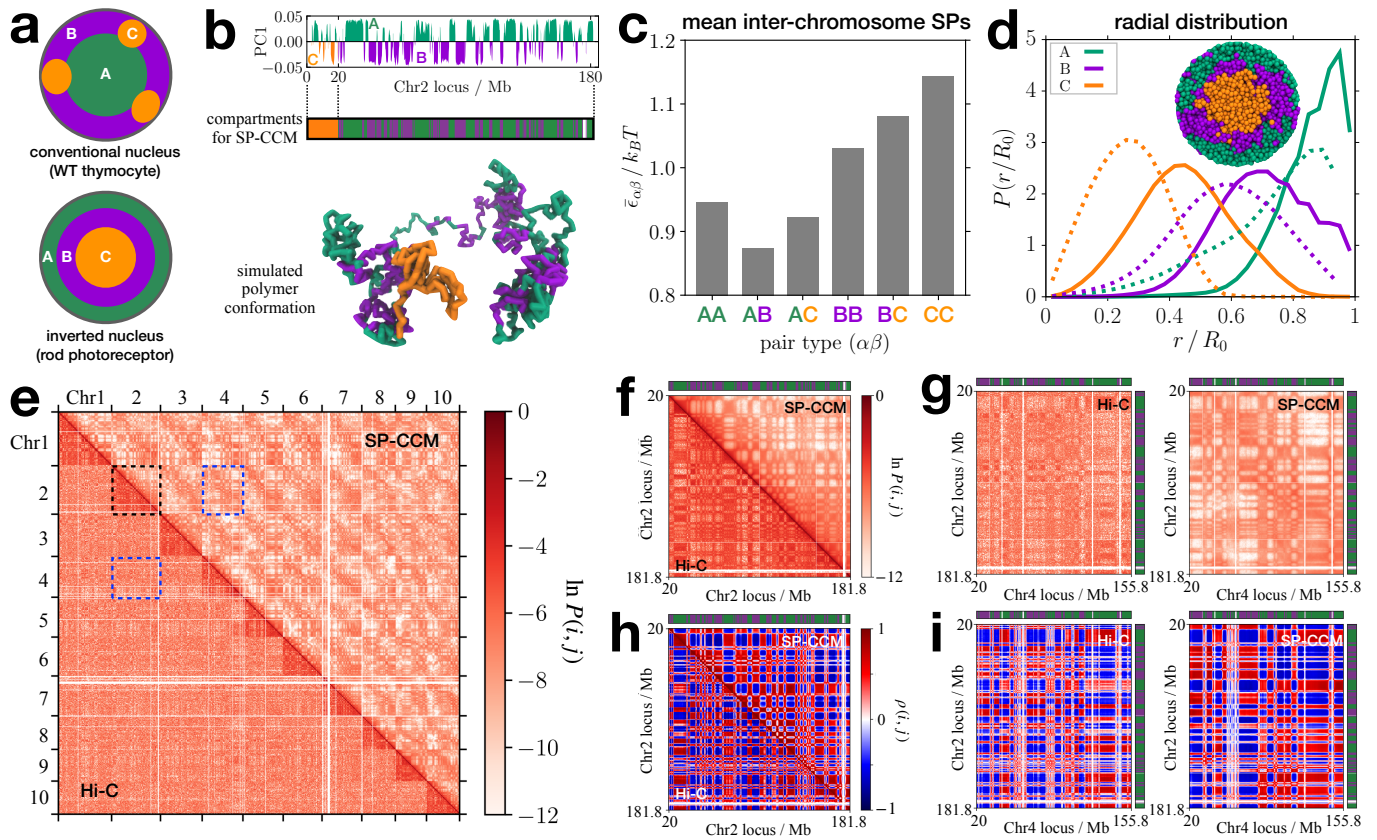 a
B
C
A
conventional nucleus
(WT thymocyte)
A B C
inverted nucleus
(rod photoreceptor)
b
0.05
0.00
−0.05
PC1
A
B
C
0 20 180
Chr2 locus / Mb
compartments
for SP-CCM
simulated
polymer
conformation
c
mean inter-chromosome SPs
1.2
1.1
1.0
0.9
0.8
ε̄αβ / kBT
AA AB AC BB BC CC
pair type (αβ)
d
radial distribution
A
B
C
5
4
3
2
1
0
P(r/R0)
0 0.2 0.4 0.6 0.8 1
r / R0
e
Chr1 2 3 4 5 6 7 8 9 10
Chr1
2
3
4
5
6
7
8
9
10
SP-CCM
Hi-C
0
−2
−4
−6
−8
−10
−12
ln P(i, j)
f
20
181.8
Chr2 locus / Mb
SP-CCM
Hi-C
20 181.8
Chr2 locus / Mb
0
−12
ln P(i, j)
g
20
181.8
Chr2 locus / Mb
Hi-C
20 155.8
Chr4 locus / Mb
20
181.8
Chr2 locus / Mb
SP-CCM
20 155.8
Chr4 locus / Mb
h
20
181.8
Chr2 locus / Mb
SP-CCM
Hi-C
20 181.8
Chr2 locus / Mb
1
0
−1
ρ(i, j)
i
20
181.8
Chr2 locus / Mb
Hi-C
20 155.8
Chr4 locus / Mb
20
181.8
Chr2 locus / Mb
SP-CCM
20 155.8
Chr4 locus / Mb